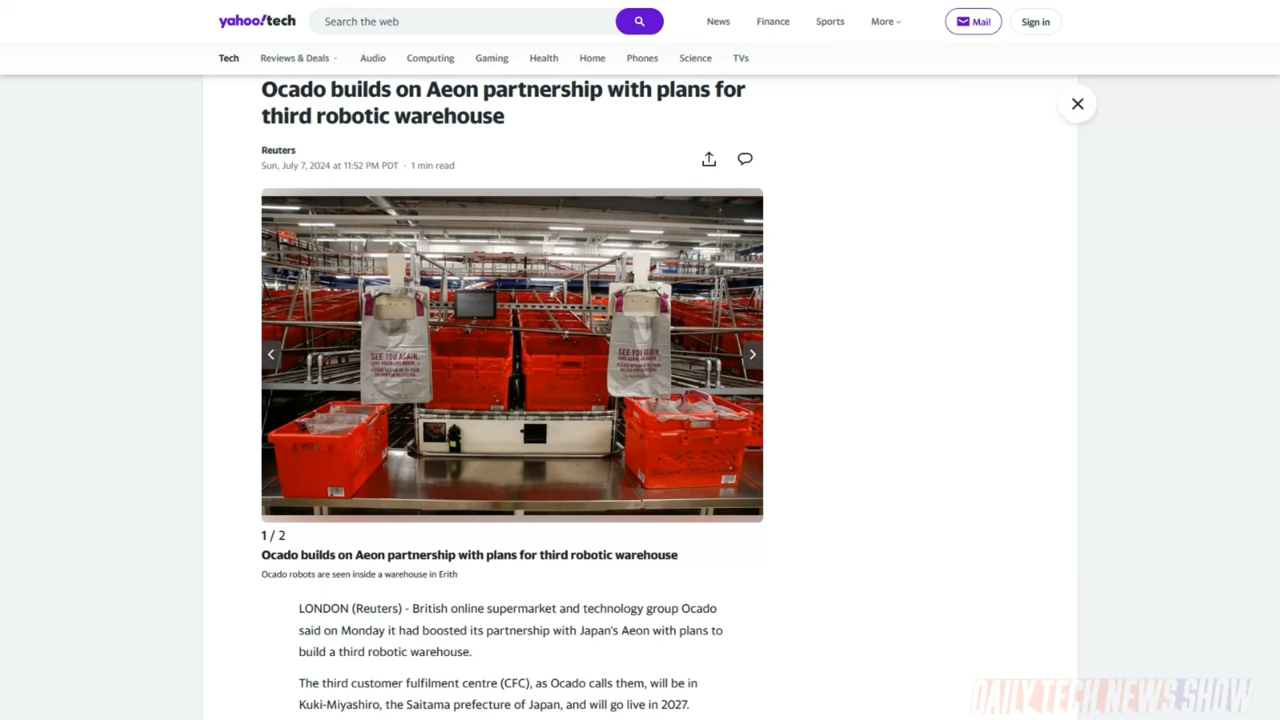 yahoo!tech
Search the web
News
Finance
Sports
More
Mail
Sign in
Tech
Reviews & Deals
Audio
Computing
Gaming
Health
Home
Phones
Science
TVs
Ocado builds on Aeon partnership with plans for
third robotic warehouse
Reuters
Sun, July 7, 2024 at 11:52 PM PDT · 1 min read
SEE YOU AGAIN,
SEE YOU AGAIN,
1 / 2
Ocado builds on Aeon partnership with plans for third robotic warehouse
Ocado robots are seen inside a warehouse in Erith
LONDON (Reuters) - British online supermarket and technology group Ocado
said on Monday it had boosted its partnership with Japan's Aeon with plans to
build a third robotic warehouse.
The third customer fulfilment centre (CFC), as Ocado calls them, will be in
Kuki-Miyashiro, the Saitama prefecture of Japan, and will go live in 2027.
DAILY TECH NEWS SHOW